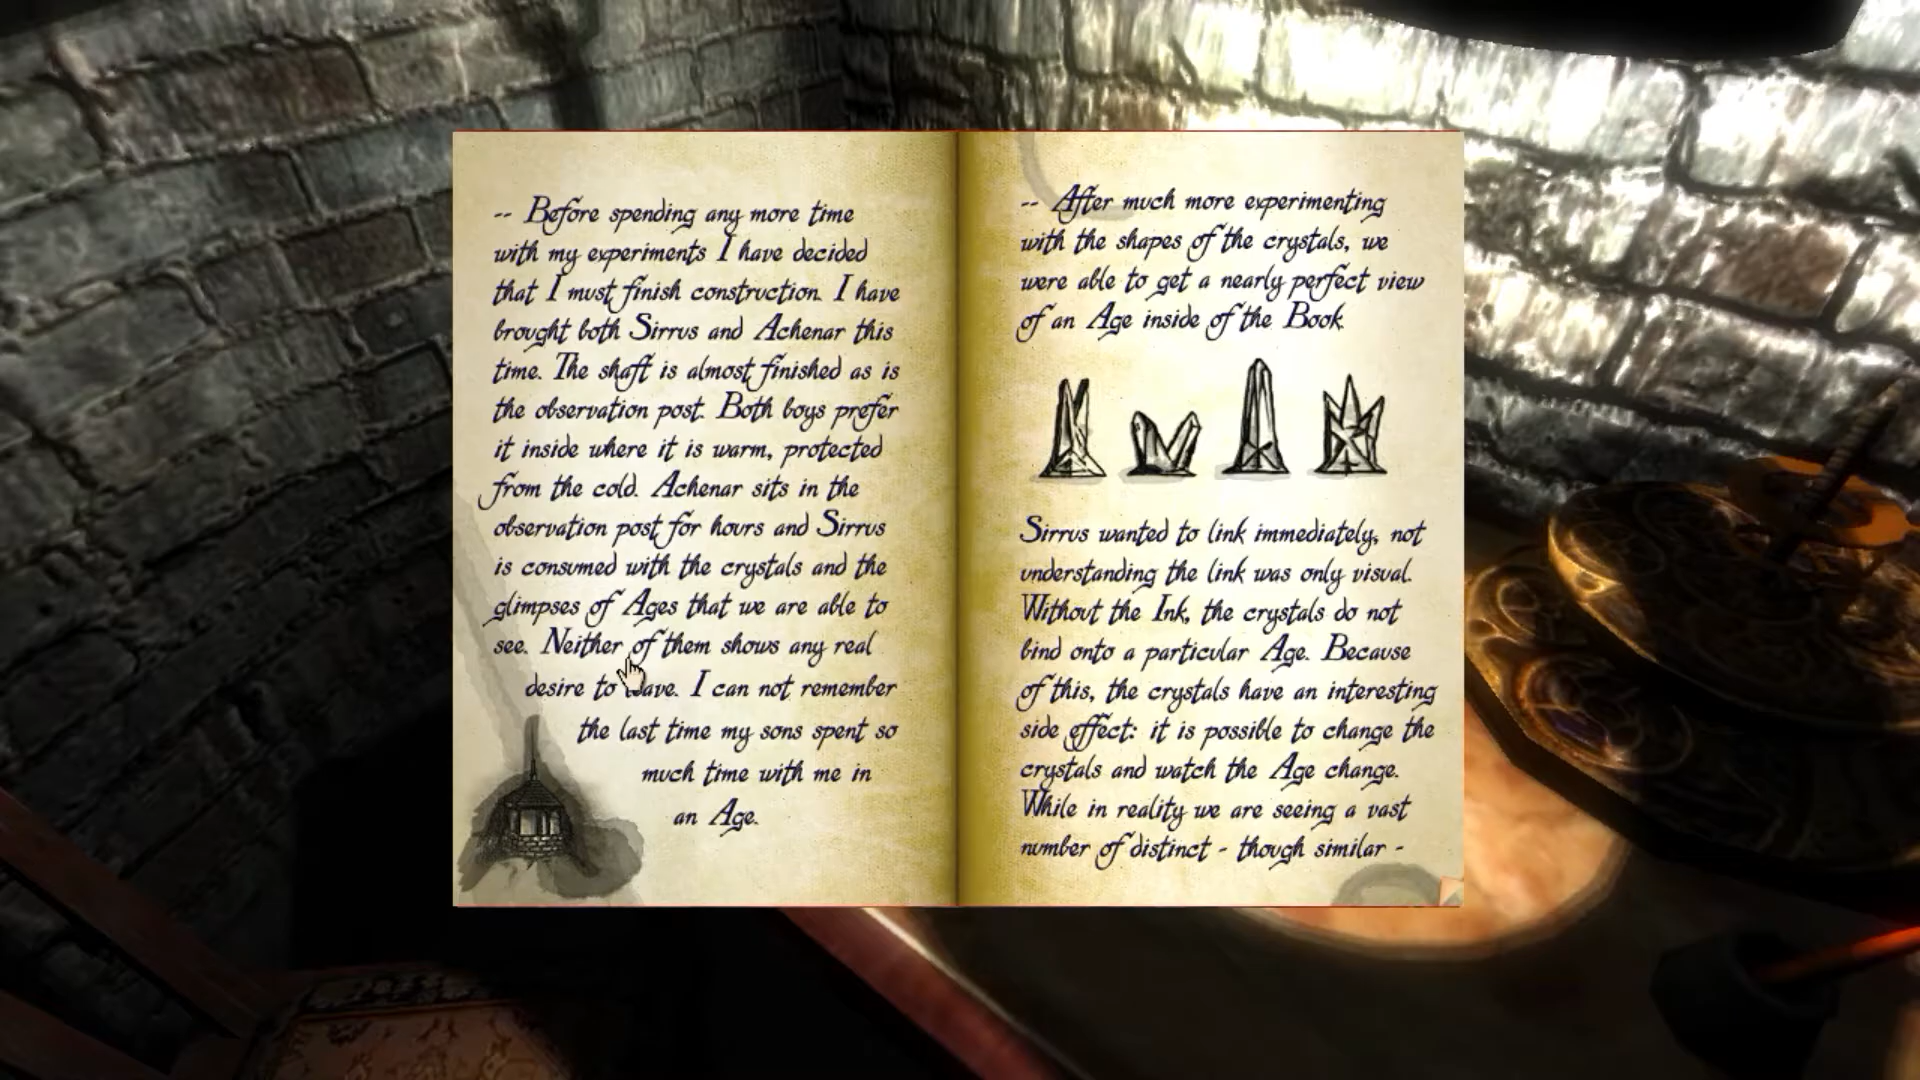 -- Before spending any more time
with my experiments I have decided
that I must finish construction. I have
brought both Sirrus and Achenar this
time. The shaft is almost finished as is
the observation post. Both boys prefer
it inside where it is warm, protected
from the cold. Achenar sits in the
observation post for hours and Sirrus
is consumed with the crystals and the
glimpses of Ages that we are able to
see. Neither of them shows any real
desire to leave. I can not remember
the last time my sons spent so
much time with me in
an Age.
-- After much more experimenting
with the shapes of the crystals, we
were able to get a nearly perfect view
of an Age inside of the Book.
Sirrus wanted to link immediately, not
understanding the link was only visual.
Without the Ink, the crystals do not
bind onto a particular Age. Because
of this, the crystals have an interesting
side effect: it is possible to change the
crystals and watch the Age change.
While in reality we are seeing a vast
number of distinct - though similar -